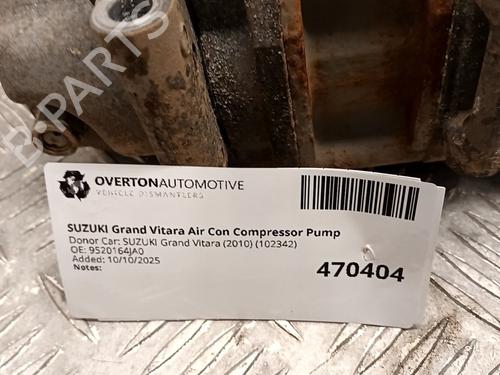 B-PARTS
OVERTONAUTOMOTIVE
VEHICLE DISMANTLERS
SUZUKI Grand Vitara Air Con Compressor Pump
Donor Car: SUZUKI Grand Vitara (2010) (102342)
OE: 9520164JA0
Added: 10/10/2025
Notes:
470404